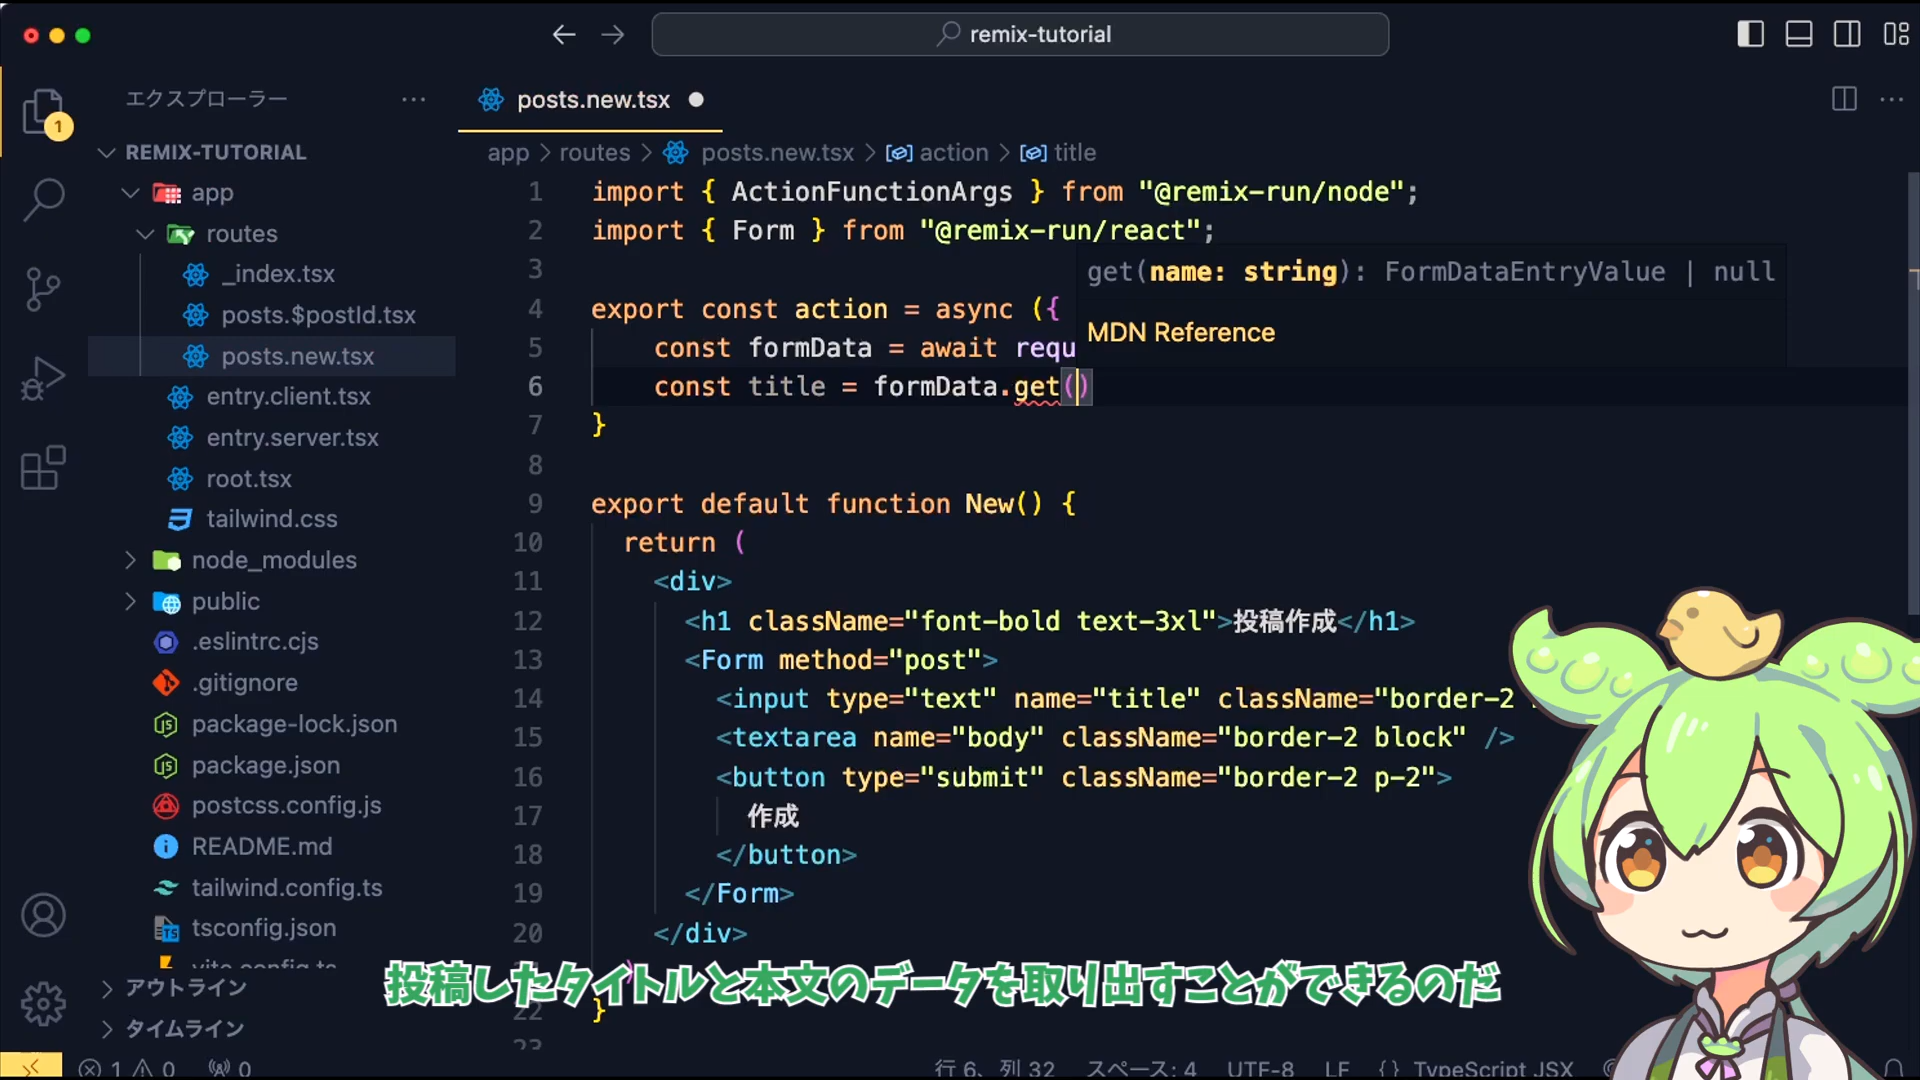 remix-tutorial
エクスプローラー
posts.new.tsx
1
REMIX-TUTORIAL
app
routes
_index.tsx
posts.$postId.tsx
posts.new.tsx
entry.client.tsx
entry.server.tsx
root.tsx
tailwind.css
node_modules
public
.eslintrc.cjs
.gitignore
package-lock.json
package.json
postcss.config.js
README.md
tailwind.config.ts
tsconfig.json
vite.config.ts
アウトライン
タイムライン
app > routes > posts.new.tsx > action > title
1 import { ActionFunctionArgs } from "@remix-run/node";
2 import { Form } from "@remix-run/react";
3
get(name: string): FormDataEntryValue | null
MDN Reference
4 export const action = async ({
5 const formData = await requ
6 const title = formData.get()
7 }
8
9 export default function New() {
10 return (
11 <div>
12 <h1 className="font-bold text-3xl">投稿作成</h1>
13 <Form method="post">
14 <input type="text" name="title" className="border-2
15 <textarea name="body" className="border-2 block" />
16 <button type="submit" className="border-2 p-2">
17 作成
18 </button>
19 </Form>
20 </div>
投稿したタイトルと本文のデータを取り出すことができるのだ
22 }
23
1 0 0
行 6、列 32 スペース: 4 UTF-8 LF {} TypeScript JSX